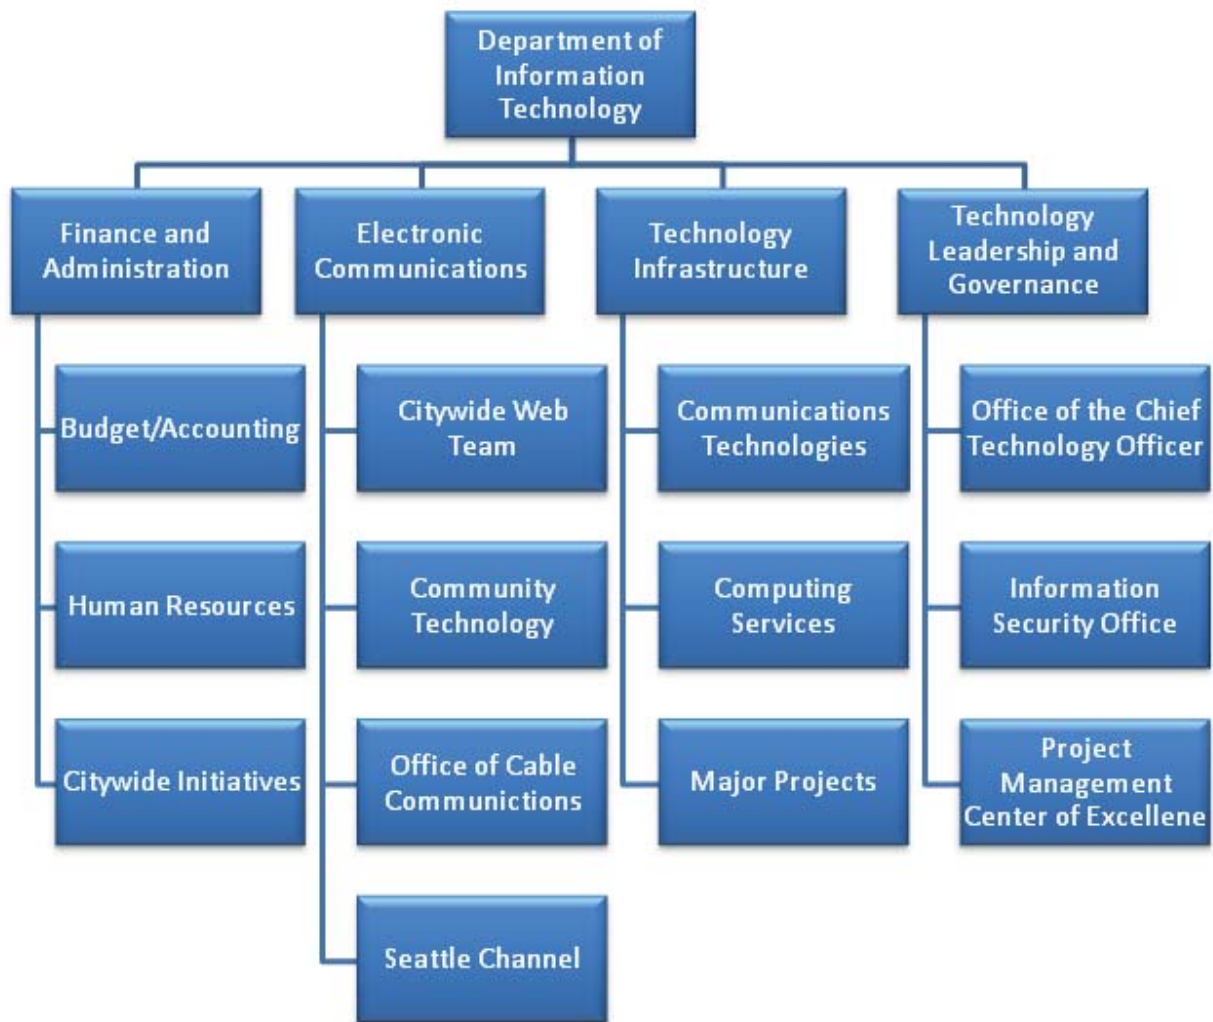 Department of
Information
Technology
Finance and
Administration
Electronic
Communications
Technology
Infrastructure
Technology
Leadership and
Governance
Budget/Accounting
Citywide Web
Team
Communications
Technologies
Office of the Chief
Technology Officer
Human Resources
Community
Technology
Computing
Services
Information
Security Office
Citywide Initiatives
Office of Cable
Communictions
Major Projects
Project
Management
Center of Excellene
Seattle Channel